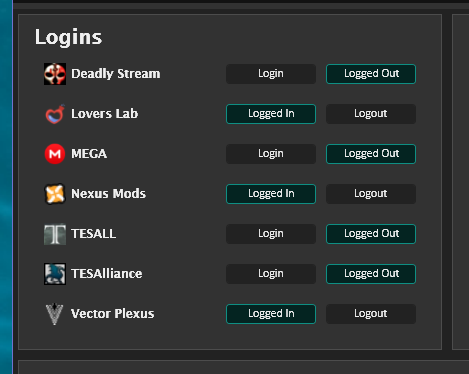 Logins
Deadly Stream Login Logged Out
Lovers Lab Logged In Logout
MEGA Login Logged Out
Nexus Mods Logged In Logout
TESALL Login Logged Out
TESAlliance Login Logged Out
Vector Plexus Logged In Logout